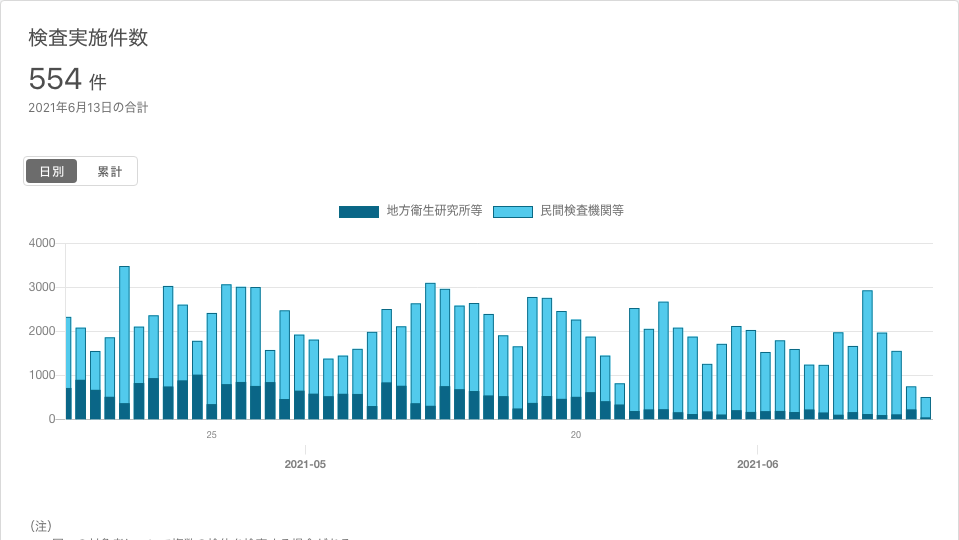 検査実施件数
554 件
2021年6月13日の合計
日別 累計
地方衛生研究所等 民間検査機関等
4000
3000
2000
1000
0
25 20
2021-05 2021-06
（注）